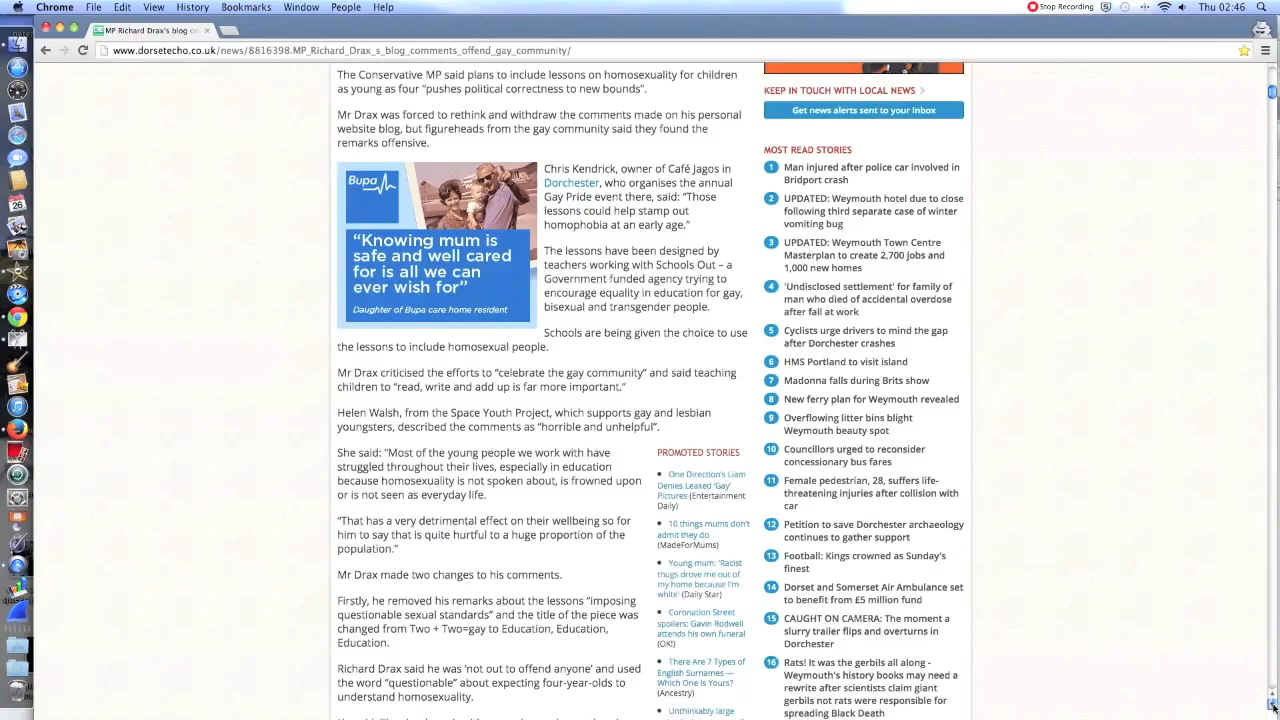 Chrome File Edit View History Bookmarks Window People Help
Stop Recording
Thu 02:46
MP Richard Drax's blog co
www.dorsetecho.co.uk/news/8816398.MP_Richard_Drax_s_blog_comments_offend_gay_community/
The Conservative MP said plans to include lessons on homosexuality for children
as young as four “pushes political correctness to new bounds”.
Mr Drax was forced to rethink and withdraw the comments made on his personal
website blog, but figureheads from the gay community said they found the
remarks offensive.
Bupa
“Knowing mum is
safe and well cared
for is all we can
ever wish for”
Daughter of Bupa care home resident
Chris Kendrick, owner of Café Jagos in
Dorchester, who organises the annual
Gay Pride event there, said: “Those
lessons could help stamp out
homophobia at an early age.”
The lessons have been designed by
teachers working with Schools Out – a
Government funded agency trying to
encourage equality in education for gay,
bisexual and transgender people.
Schools are being given the choice to use
the lessons to include homosexual people.
Mr Drax criticised the efforts to “celebrate the gay community” and said teaching
children to “read, write and add up is far more important.”
Helen Walsh, from the Space Youth Project, which supports gay and lesbian
youngsters, described the comments as “horrible and unhelpful”.
She said: “Most of the young people we work with have
struggled throughout their lives, especially in education
because homosexuality is not spoken about, is frowned upon
or is not seen as everyday life.
“That has a very detrimental effect on their wellbeing so for
him to say that is quite hurtful to a huge proportion of the
population.”
Mr Drax made two changes to his comments.
Firstly, he removed his remarks about the lessons “imposing
questionable sexual standards” and the title of the piece was
changed from Two + Two=gay to Education, Education,
Education.
Richard Drax said he was ‘not out to offend anyone’ and used
the word “questionable” about expecting four-year-olds to
understand homosexuality.
PROMOTED STORIES
One Direction's Liam
Denies Leaked 'Gay'
Pictures (Entertainment
Daily)
10 things mums don't
admit they do
(MadeForMums)
Young mum: 'Racist
thugs drove me out of
my home because I'm
white' (Daily Star)
Coronation Street
spoilers: Gavin Rodwell
attends his own funeral
(OK!)
There Are 7 Types of
English Surnames —
Which One Is Yours?
(Ancestry)
Unthinkably large
KEEP IN TOUCH WITH LOCAL NEWS
Get news alerts sent to your inbox
MOST READ STORIES
1 Man injured after police car involved in
Bridport crash
2 UPDATED: Weymouth hotel due to close
following third separate case of winter
vomiting bug
3 UPDATED: Weymouth Town Centre
Masterplan to create 2,700 jobs and
1,000 new homes
4 'Undisclosed settlement' for family of
man who died of accidental overdose
after fall at work
5 Cyclists urge drivers to mind the gap
after Dorchester crashes
6 HMS Portland to visit island
7 Madonna falls during Brits show
8 New ferry plan for Weymouth revealed
9 Overflowing litter bins blight
Weymouth beauty spot
10 Councillors urged to reconsider
concessionary bus fares
11 Female pedestrian, 28, suffers life-
threatening injuries after collision with
car
12 Petition to save Dorchester archaeology
continues to gather support
13 Football: Kings crowned as Sunday's
finest
14 Dorset and Somerset Air Ambulance set
to benefit from £5 million fund
15 CAUGHT ON CAMERA: The moment a
slurry trailer flips and overturns in
Dorchester
16 Rats! It was the gerbils all along -
Weymouth's history books may need a
rewrite after scientists claim giant
gerbils not rats were responsible for
spreading Black Death